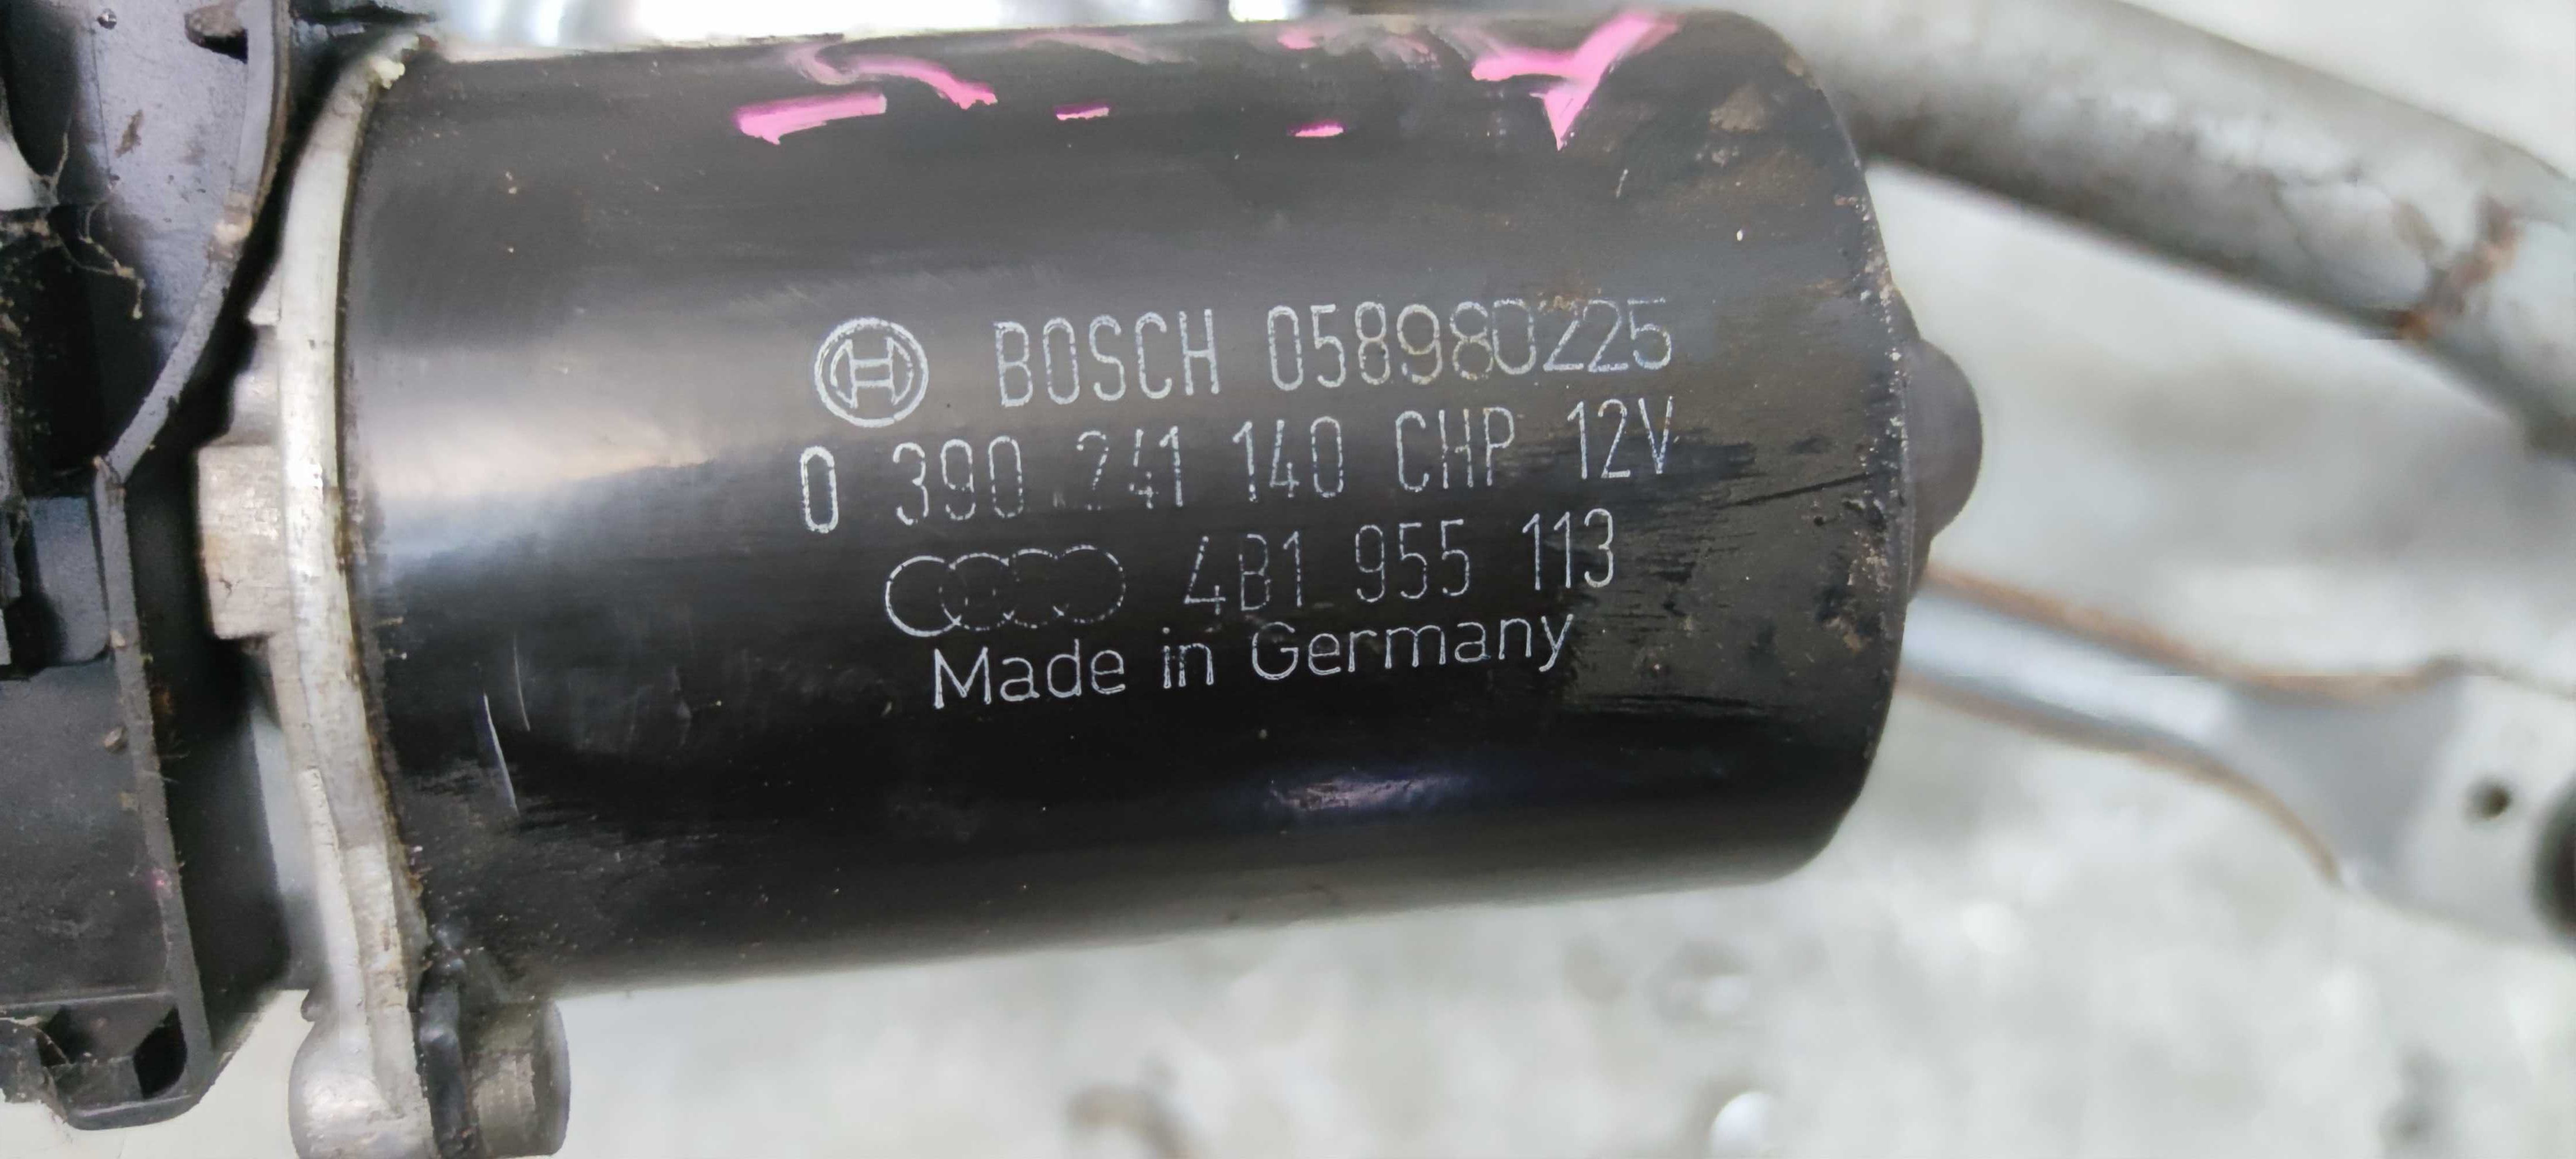 BOSCH 058980225
0 390 241 140 CHP 12V
4B1 955 113
Made in Germany